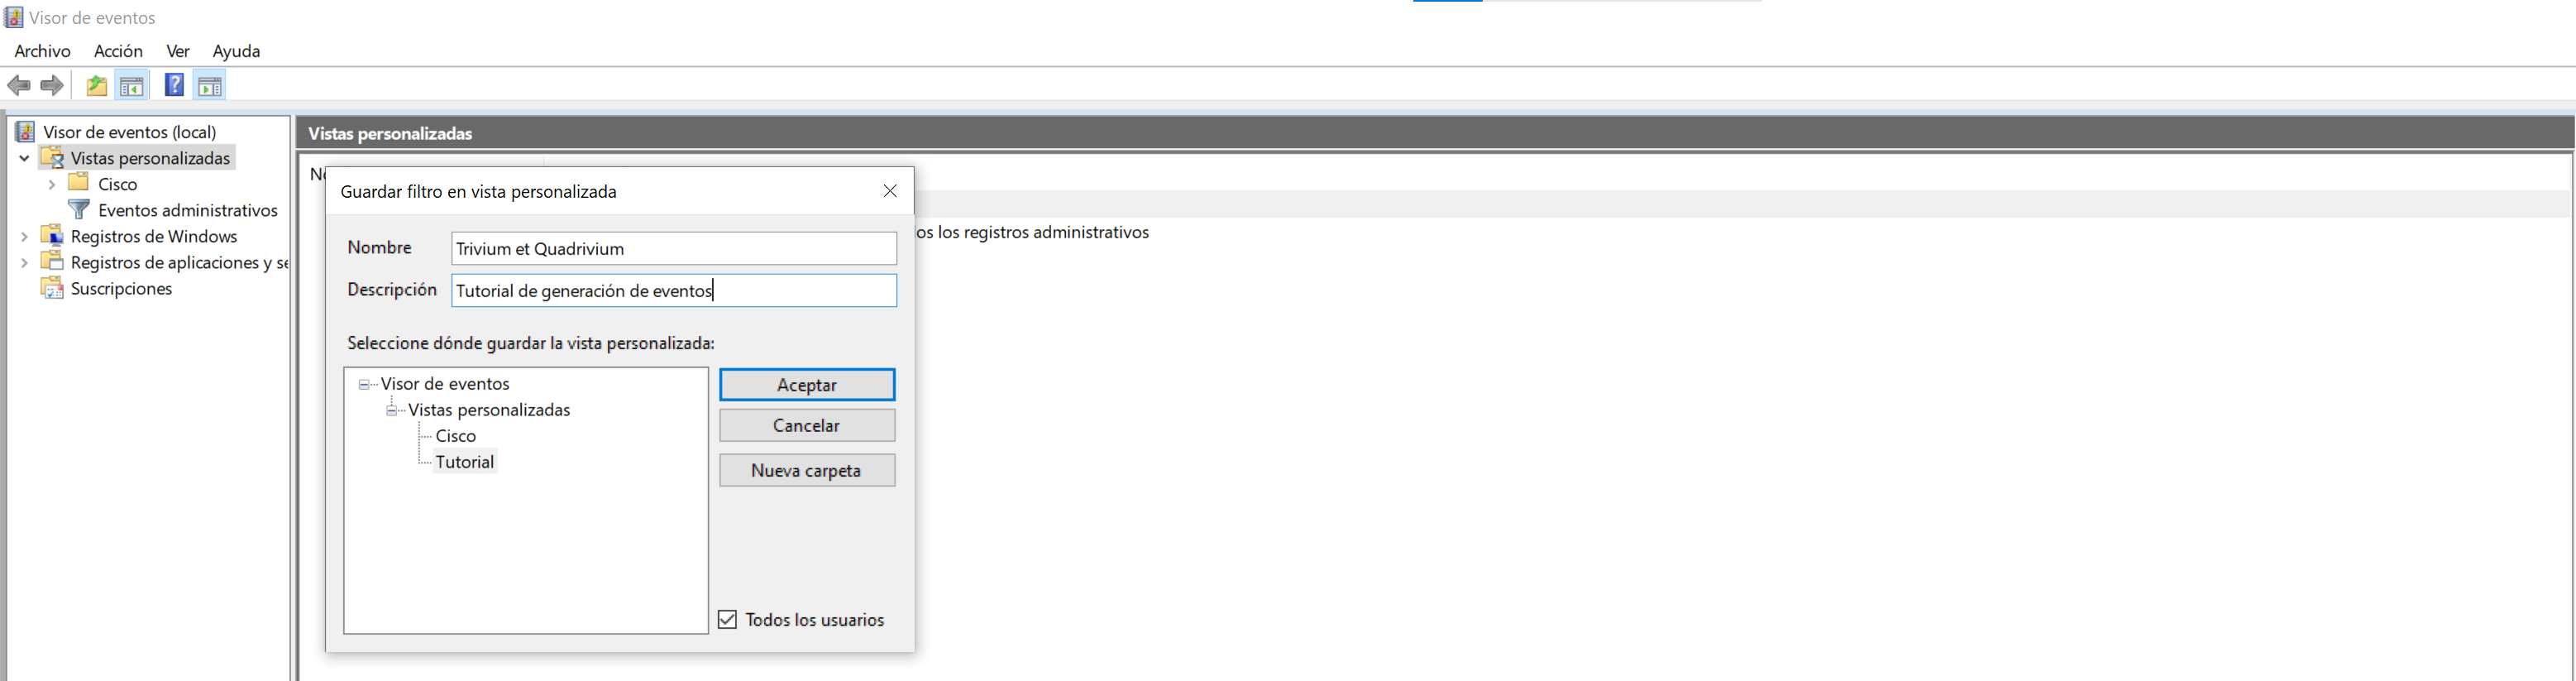 Visor de eventos
Archivo Acción Ver Ayuda
Visor de eventos (local)
Vistas personalizadas
Cisco
Eventos administrativos
Registros de Windows
Registros de aplicaciones y se
Suscripciones
Vistas personalizadas
Guardar filtro en vista personalizada
Nombre Trivium et Quadrivium
Descripción Tutorial de generación de eventos
Seleccione dónde guardar la vista personalizada:
Visor de eventos
Vistas personalizadas
Cisco
Tutorial
Aceptar
Cancelar
Nueva carpeta
Todos los usuarios
os los registros administrativos